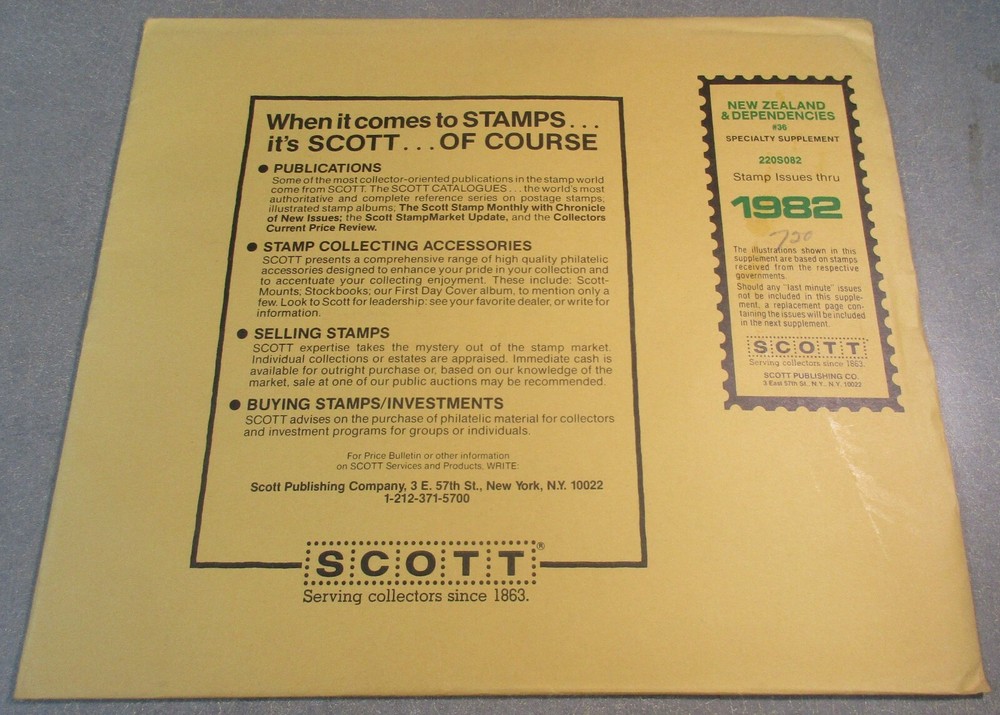 When it comes to STAMPS...
it's SCOTT...OF COURSE
● PUBLICATIONS
Some of the most collector-oriented publications in the stamp world
come from SCOTT. The SCOTT CATALOGUES...the world's most
authoritative and complete reference series on postage stamps;
illustrated stamp albums; The Scott Stamp Monthly with Chronicle
of New Issues; the Scott StampMarket Update, and the Collectors
Current Price Review.
● STAMP COLLECTING ACCESSORIES
SCOTT presents a comprehensive range of high quality philatelic
accessories designed to enhance your pride in your collection and
to accentuate your collecting enjoyment. These include: Scott-
Mounts; Stockbooks; our First Day Cover album, to mention only a
few. Look to Scott for leadership: see your favorite dealer, or write for
information.
● SELLING STAMPS
SCOTT expertise takes the mystery out of the stamp market.
Individual collections or estates are appraised. Immediate cash is
available for outright purchase or, based on our knowledge of the
market, sale at one of our public auctions may be recommended.
● BUYING STAMPS/INVESTMENTS
SCOTT advises on the purchase of philatelic material for collectors
and investment programs for groups or individuals.
For Price Bulletin or other information
on SCOTT Services and Products, WRITE:
Scott Publishing Company, 3 E. 57th St., New York, N.Y. 10022
1-212-371-5700
SCOTT®
Serving collectors since 1863.
NEW ZEALAND
& DEPENDENCIES
#36
SPECIALTY SUPPLEMENT
220S082
Stamp Issues thru
1982
720
The illustrations shown in this
supplement are based on stamps
received from the respective
governments.
Should any "last minute" issues
not be included in this supple-
ment, a replacement page con-
taining the issues will be included
in the next supplement.
SCOTT
Serving collectors since 1863.
SCOTT PUBLISHING CO.
3 East 57th St., N.Y., N.Y. 10022